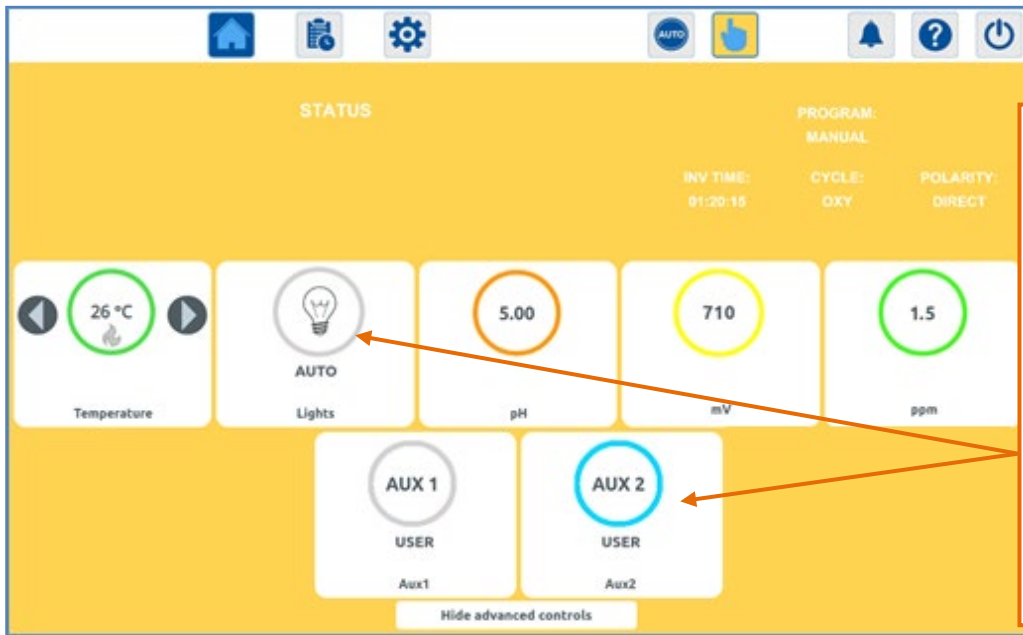 AUTO
?
STATUS
PROGRAM:
MANUAL
INV TIME:
CYCLE:
POLARITY:
01:20:15
OXY
DIRECT
26 °C
5.00
710
1.5
AUTO
Temperature
Lights
pH
mV
ppm
AUX 1
AUX 2
USER
USER
Aux1
Aux2
Hide advanced controls